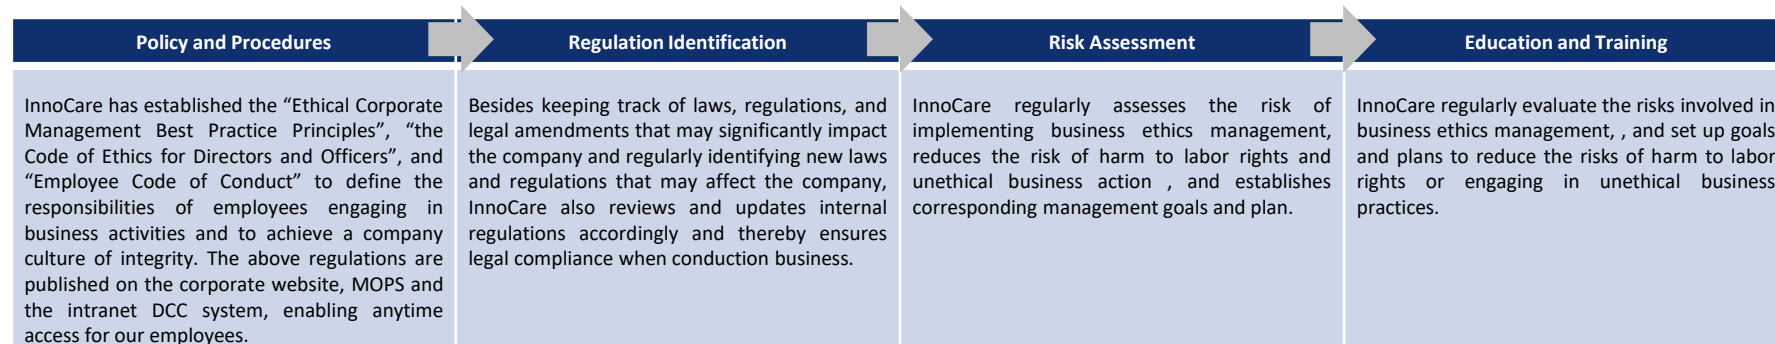 Policy and Procedures
Regulation Identification
Risk Assessment
Education and Training
InnoCare has established the “Ethical Corporate
Management Best Practice Principles”, “the
Code of Ethics for Directors and Officers”, and
“Employee Code of Conduct” to define the
responsibilities of employees engaging in
business activities and to achieve a company
culture of integrity. The above regulations are
published on the corporate website, MOPS and
the intranet DCC system, enabling anytime
access for our employees.
Besides keeping track of laws, regulations, and
legal amendments that may significantly impact
the company and regularly identifying new laws
and regulations that may affect the company,
InnoCare also reviews and updates internal
regulations accordingly and thereby ensures
legal compliance when conduction business.
InnoCare regularly assesses the risk of
implementing business ethics management,
reduces the risk of harm to labor rights and
unethical business action , and establishes
corresponding management goals and plan.
InnoCare regularly evaluate the risks involved in
business ethics management, , and set up goals
and plans to reduce the risks of harm to labor
rights or engaging in unethical business
practices.